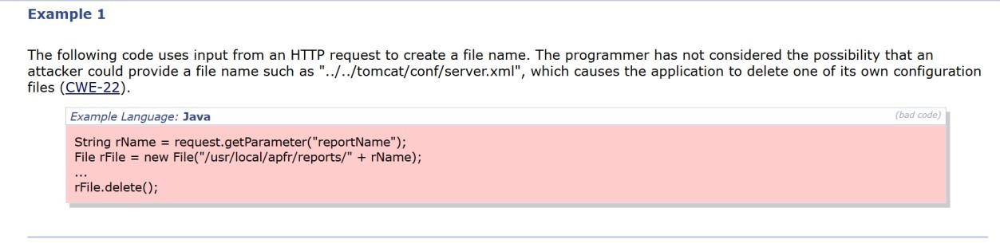 Example 1
The following code uses input from an HTTP request to create a file name. The programmer has not considered the possibility that an
attacker could provide a file name such as "../../tomcat/conf/server.xml", which causes the application to delete one of its own configuration
files (CWE-22).
Example Language: Java (bad code)
String rName = request.getParameter("reportName");
File rFile = new File("/usr/local/apfr/reports/" + rName);
...
rFile.delete();